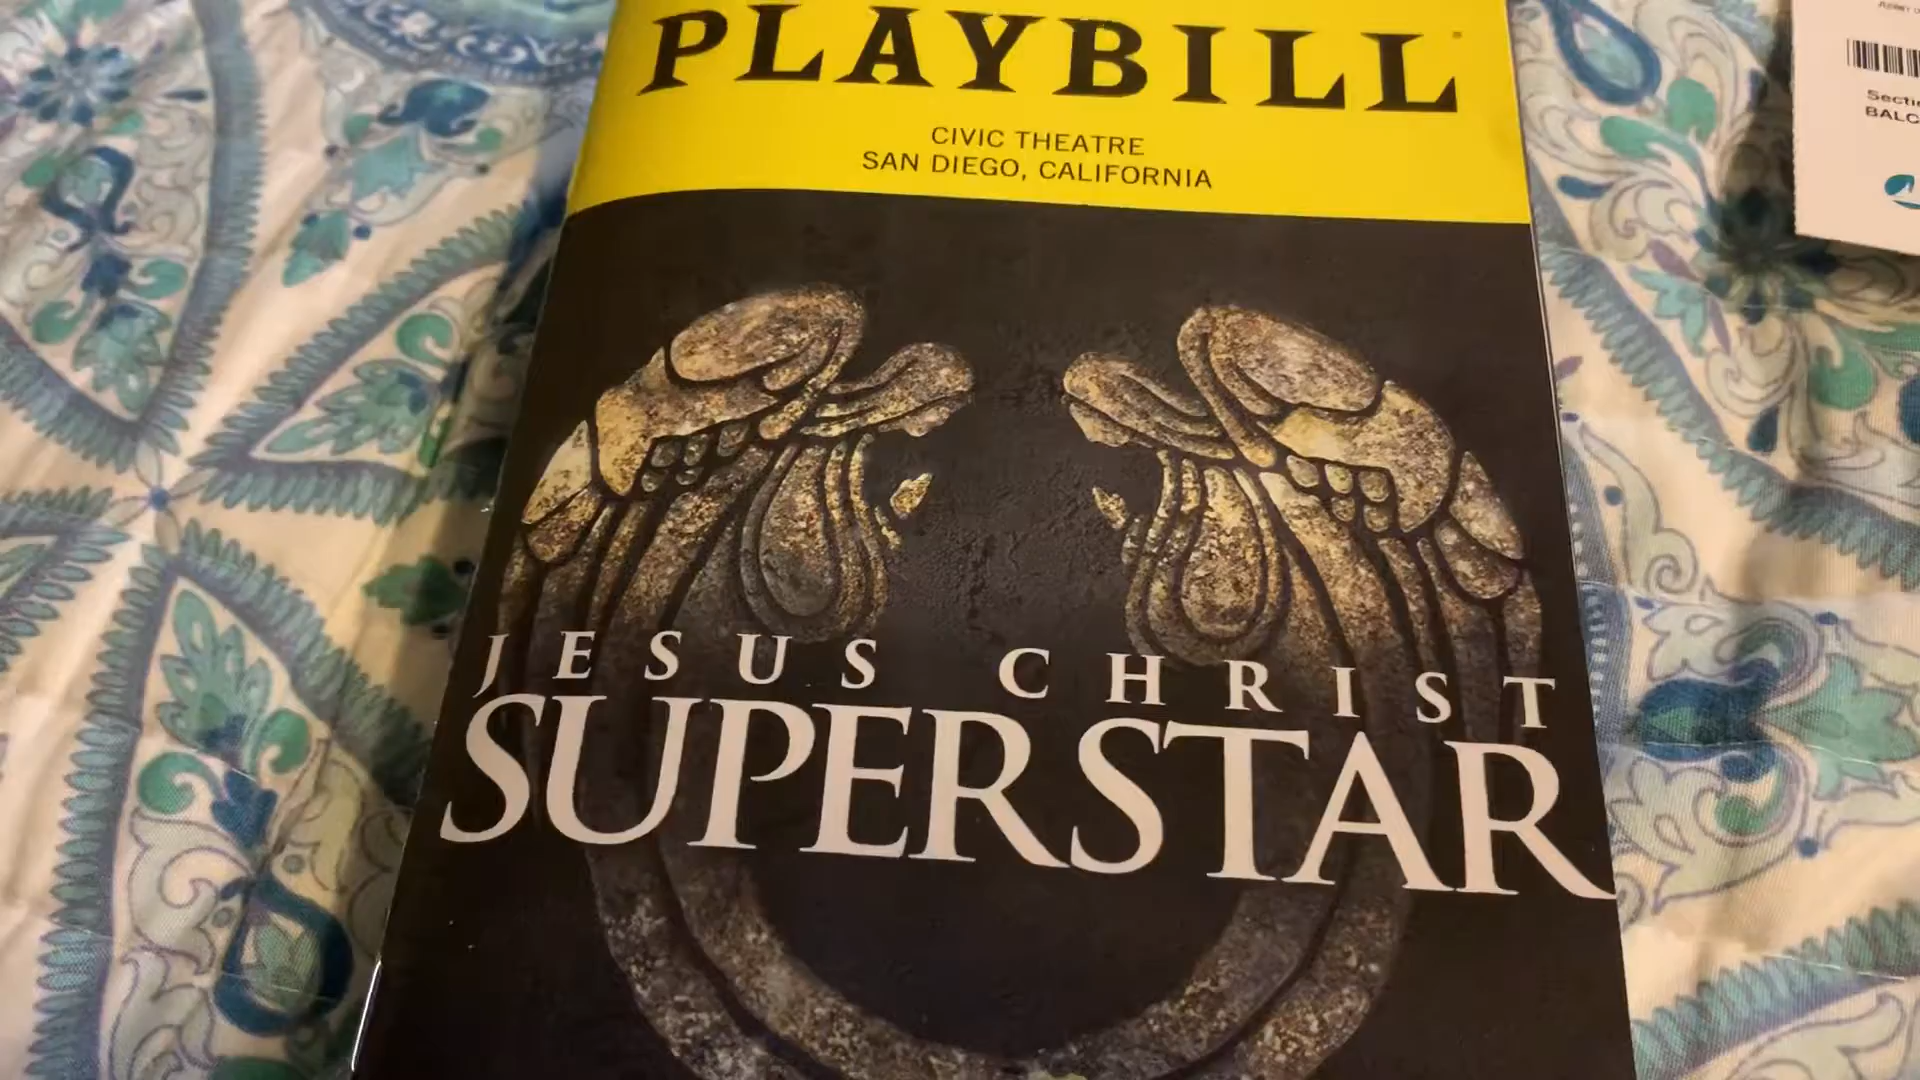 PLAYBILL
CIVIC THEATRE
SAN DIEGO, CALIFORNIA
JESUS CHRIST
SUPERSTAR